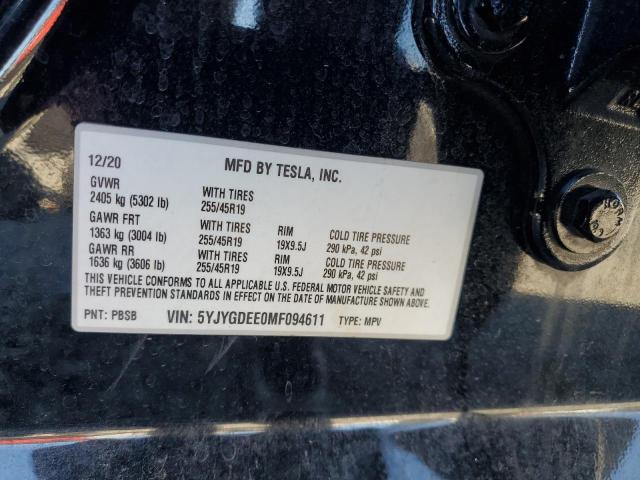 12/20 MFD BY TESLA, INC.
GVWR
2405 kg (5302 lb) WITH TIRES 255/45R19
GAWR FRT
1363 kg (3004 lb) WITH TIRES 255/45R19 RIM 19X9.5J COLD TIRE PRESSURE 290 kPa, 42 psi
GAWR RR
1636 kg (3606 lb) WITH TIRES 255/45R19 RIM 19X9.5J COLD TIRE PRESSURE 290 kPa, 42 psi
THIS VEHICLE CONFORMS TO ALL APPLICABLE U.S. FEDERAL MOTOR VEHICLE SAFETY AND
THEFT PREVENTION STANDARDS IN EFFECT ON THE DATE OF MANUFACTURE SHOWN ABOVE.
PNT: PBSB VIN: 5YJYGDEE0MF094611 TYPE: MPV